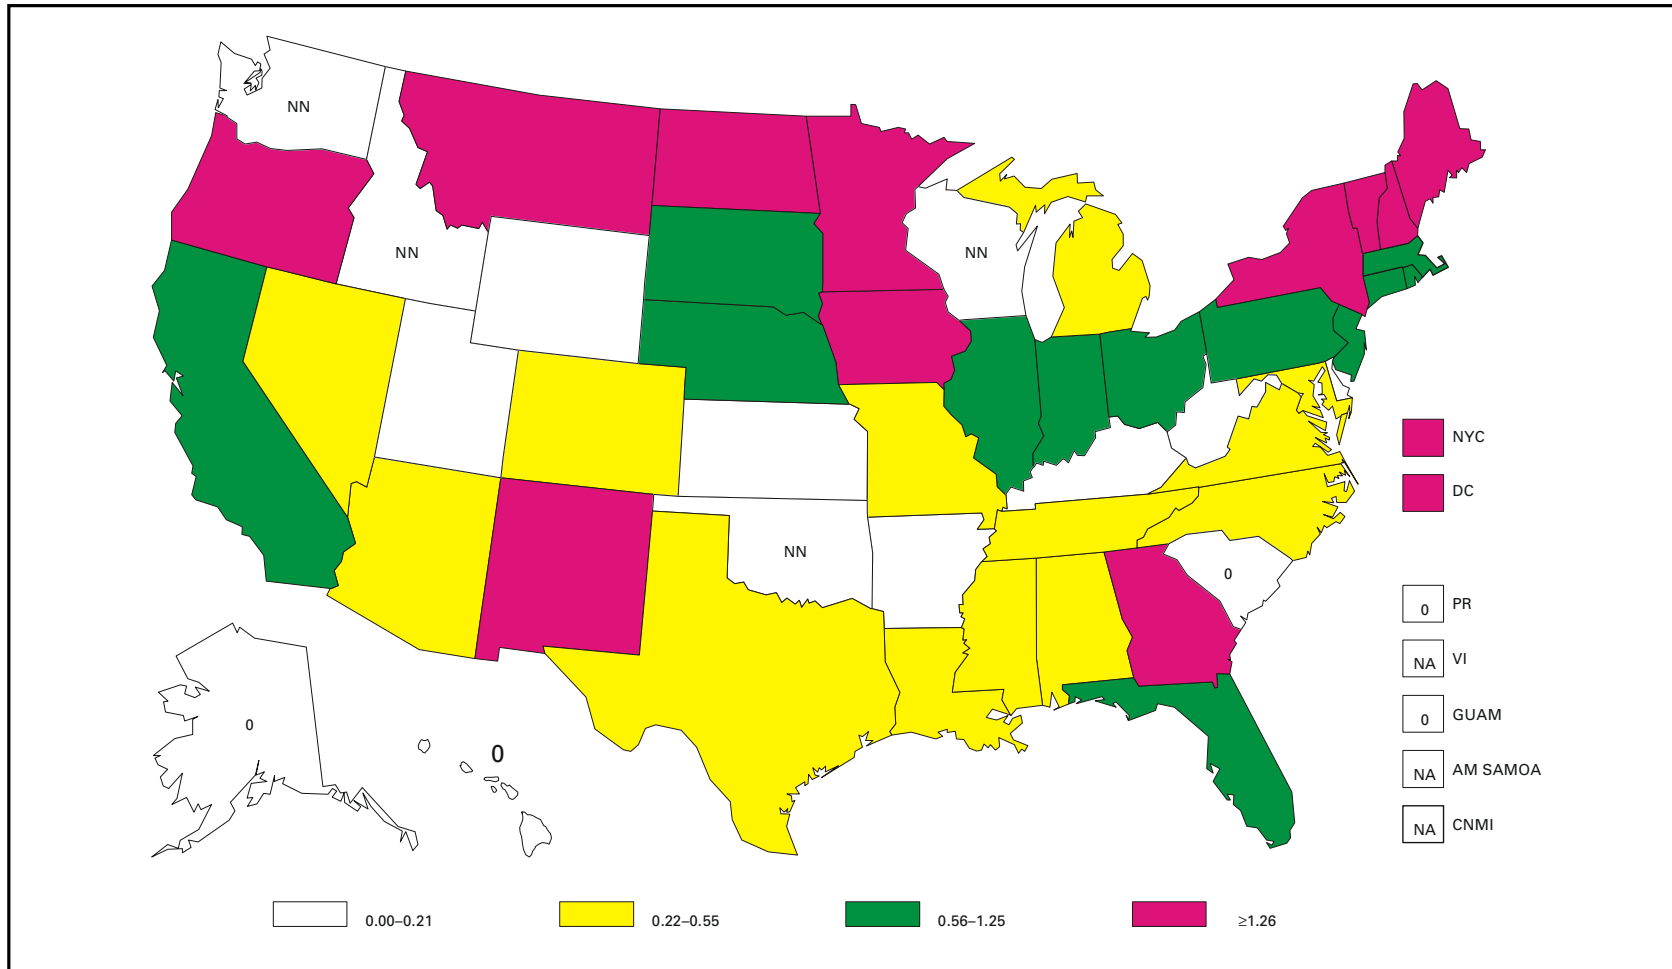 NN
NN
NN
NYC
DC
NN
0
0 PR
NA VI
0
0
0 GUAM
NA AM SAMOA
NA CNMI
0.00–0.21 0.22–0.55 0.56–1.25 ≥1.26